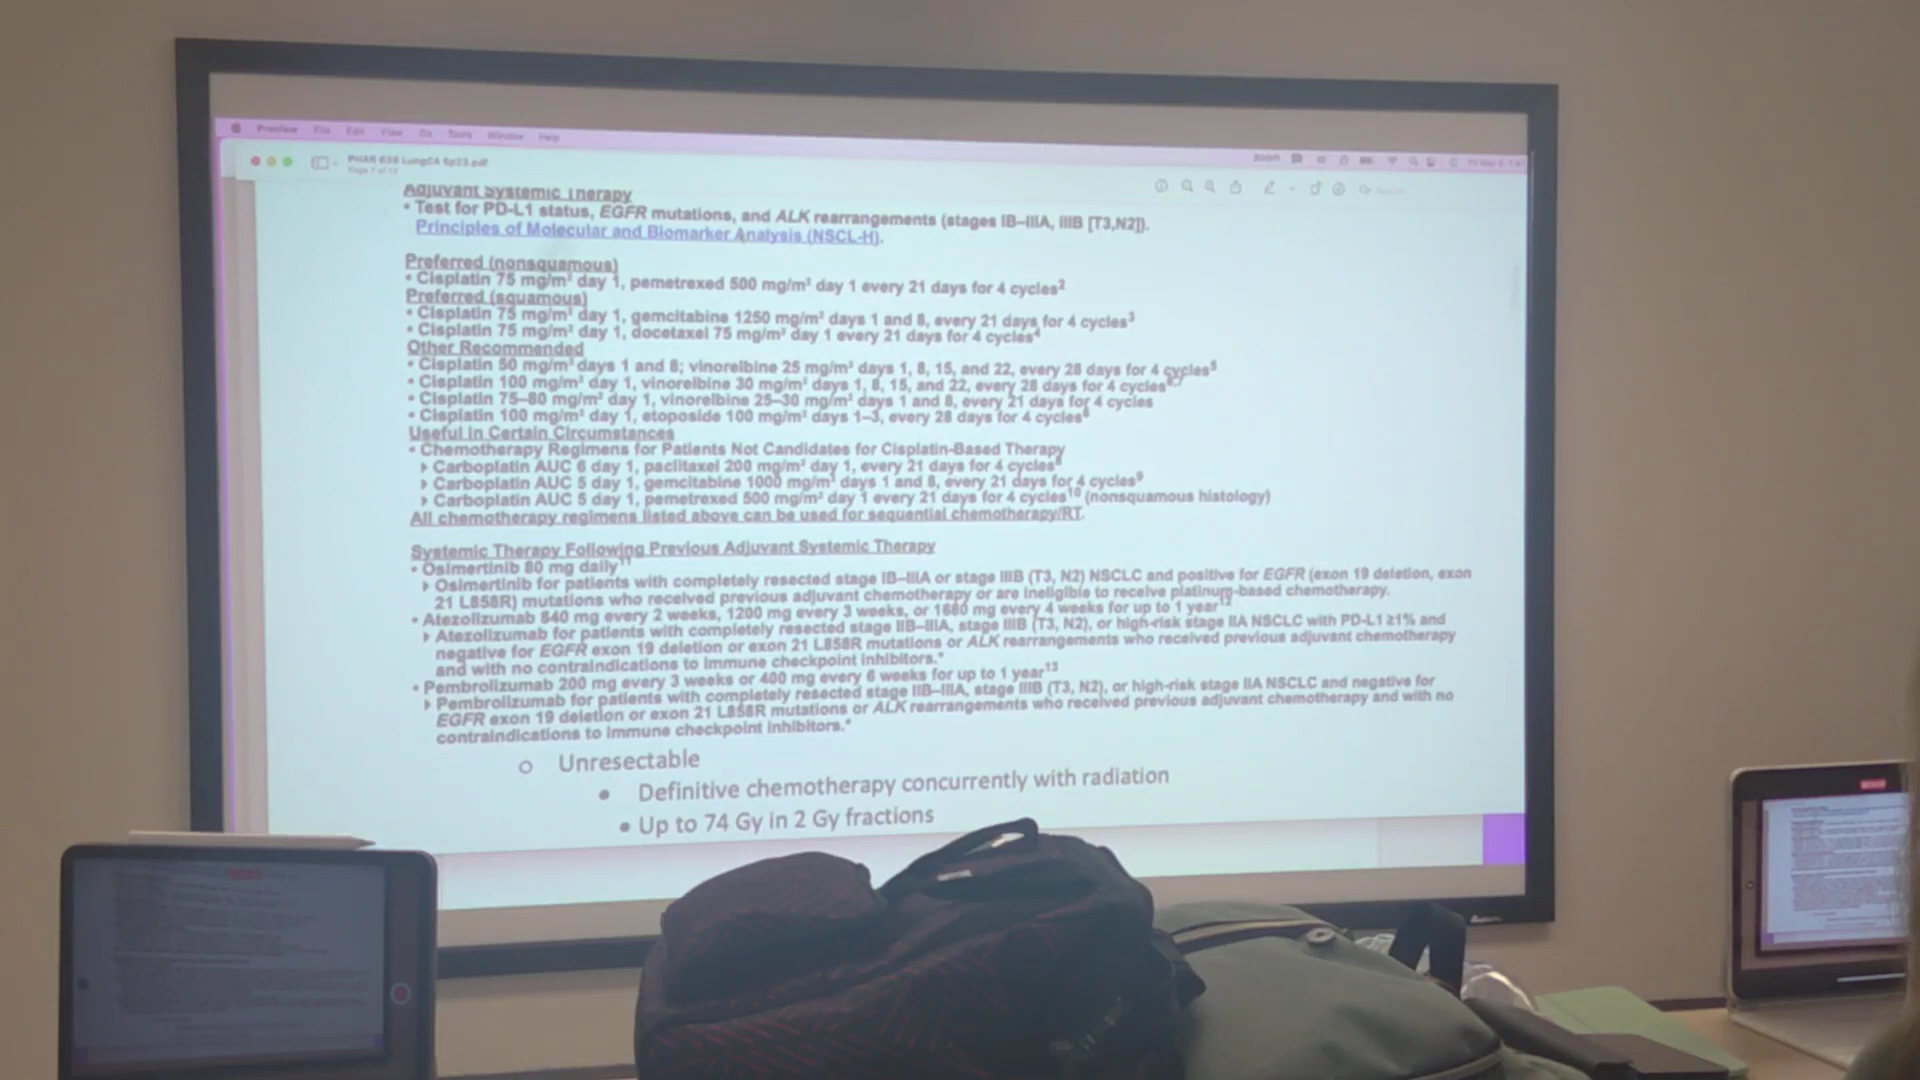 Preview File Edit View Go Tools Window Help
zoom
PHAR 638 LungCA Sp23.pdf
Page 7 of 13
Adjuvant Systemic Therapy
• Test for PD-L1 status, EGFR mutations, and ALK rearrangements (stages IB–IIIA, IIIB [T3,N2]).
Principles of Molecular and Biomarker Analysis (NSCL-H).
Preferred (nonsquamous)
• Cisplatin 75 mg/m² day 1, pemetrexed 500 mg/m² day 1 every 21 days for 4 cycles²
Preferred (squamous)
• Cisplatin 75 mg/m² day 1, gemcitabine 1250 mg/m² days 1 and 8, every 21 days for 4 cycles³
• Cisplatin 75 mg/m² day 1, docetaxel 75 mg/m² day 1 every 21 days for 4 cycles⁴
Other Recommended
• Cisplatin 50 mg/m² days 1 and 8; vinorelbine 25 mg/m² days 1, 8, 15, and 22, every 28 days for 4 cycles⁵
• Cisplatin 100 mg/m² day 1, vinorelbine 30 mg/m² days 1, 8, 15, and 22, every 28 days for 4 cycles⁶,⁷
• Cisplatin 75–80 mg/m² day 1, vinorelbine 25–30 mg/m² days 1 and 8, every 21 days for 4 cycles
• Cisplatin 100 mg/m² day 1, etoposide 100 mg/m² days 1–3, every 28 days for 4 cycles⁶
Useful in Certain Circumstances
• Chemotherapy Regimens for Patients Not Candidates for Cisplatin-Based Therapy
Carboplatin AUC 6 day 1, paclitaxel 200 mg/m² day 1, every 21 days for 4 cycles⁸
Carboplatin AUC 5 day 1, gemcitabine 1000 mg/m² days 1 and 8, every 21 days for 4 cycles⁹
Carboplatin AUC 5 day 1, pemetrexed 500 mg/m² day 1 every 21 days for 4 cycles¹⁰ (nonsquamous histology)
All chemotherapy regimens listed above can be used for sequential chemotherapy/RT.
Systemic Therapy Following Previous Adjuvant Systemic Therapy
• Osimertinib 80 mg daily¹¹
Osimertinib for patients with completely resected stage IB–IIIA or stage IIIB (T3, N2) NSCLC and positive for EGFR (exon 19 deletion, exon
21 L858R) mutations who received previous adjuvant chemotherapy or are ineligible to receive platinum-based chemotherapy.
• Atezolizumab 840 mg every 2 weeks, 1200 mg every 3 weeks, or 1680 mg every 4 weeks for up to 1 year¹²
Atezolizumab for patients with completely resected stage IIB–IIIA, stage IIIB (T3, N2), or high-risk stage IIA NSCLC with PD-L1 ≥1% and
negative for EGFR exon 19 deletion or exon 21 L858R mutations or ALK rearrangements who received previous adjuvant chemotherapy
and with no contraindications to immune checkpoint inhibitors.*
• Pembrolizumab 200 mg every 3 weeks or 400 mg every 6 weeks for up to 1 year¹³
Pembrolizumab for patients with completely resected stage IIB–IIIA, stage IIIB (T3, N2), or high-risk stage IIA NSCLC and negative for
EGFR exon 19 deletion or exon 21 L858R mutations or ALK rearrangements who received previous adjuvant chemotherapy and with no
contraindications to immune checkpoint inhibitors.*
o Unresectable
• Definitive chemotherapy concurrently with radiation
• Up to 74 Gy in 2 Gy fractions